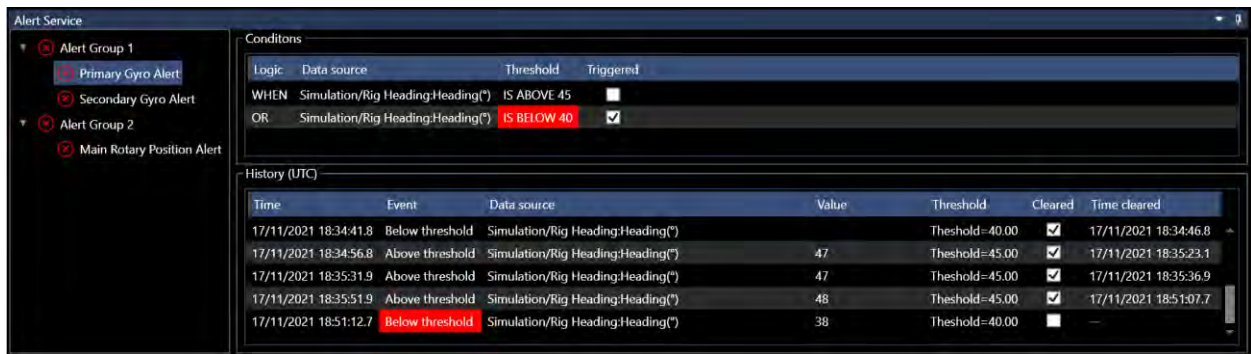 Alert Service
Alert Group 1
Primary Gyro Alert
Secondary Gyro Alert
Alert Group 2
Main Rotary Position Alert
Conditons
Logic Data source Threshold Triggered
WHEN Simulation/Rig Heading:Heading(°) IS ABOVE 45
OR Simulation/Rig Heading:Heading(°) IS BELOW 40
History (UTC)
Time Event Data source Value Threshold Cleared Time cleared
17/11/2021 18:34:41.8 Below threshold Simulation/Rig Heading:Heading(°) Theshold=40.00 17/11/2021 18:34:46.8
17/11/2021 18:34:56.8 Above threshold Simulation/Rig Heading:Heading(°) 47 Theshold=45.00 17/11/2021 18:35:23.1
17/11/2021 18:35:31.9 Above threshold Simulation/Rig Heading:Heading(°) 47 Theshold=45.00 17/11/2021 18:35:36.9
17/11/2021 18:35:51.9 Above threshold Simulation/Rig Heading:Heading(°) 48 Theshold=45.00 17/11/2021 18:51:07.7
17/11/2021 18:51:12.7 Below threshold Simulation/Rig Heading:Heading(°) 38 Theshold=40.00 —